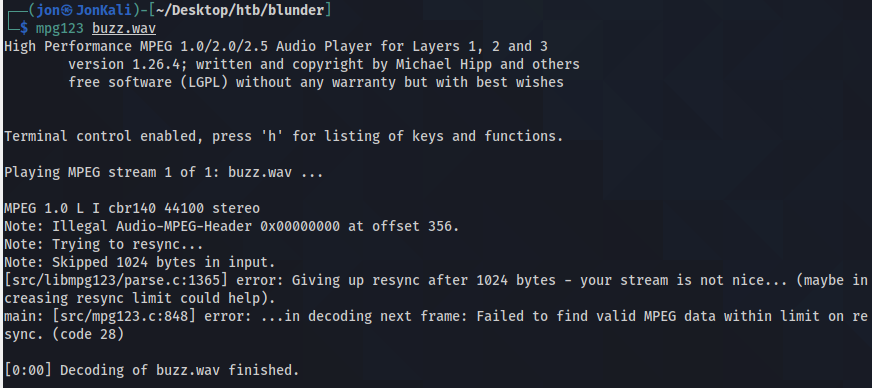 ┌──(jon㉿JonKali)-[~/Desktop/htb/blunder]
└─$ mpg123 buzz.wav
High Performance MPEG 1.0/2.0/2.5 Audio Player for Layers 1, 2 and 3
version 1.26.4; written and copyright by Michael Hipp and others
free software (LGPL) without any warranty but with best wishes
Terminal control enabled, press 'h' for listing of keys and functions.
Playing MPEG stream 1 of 1: buzz.wav ...
MPEG 1.0 L I cbr140 44100 stereo
Note: Illegal Audio-MPEG-Header 0x00000000 at offset 356.
Note: Trying to resync...
Note: Skipped 1024 bytes in input.
[src/libmpg123/parse.c:1365] error: Giving up resync after 1024 bytes - your stream is not nice... (maybe in
creasing resync limit could help).
main: [src/mpg123.c:848] error: ...in decoding next frame: Failed to find valid MPEG data within limit on re
sync. (code 28)
[0:00] Decoding of buzz.wav finished.